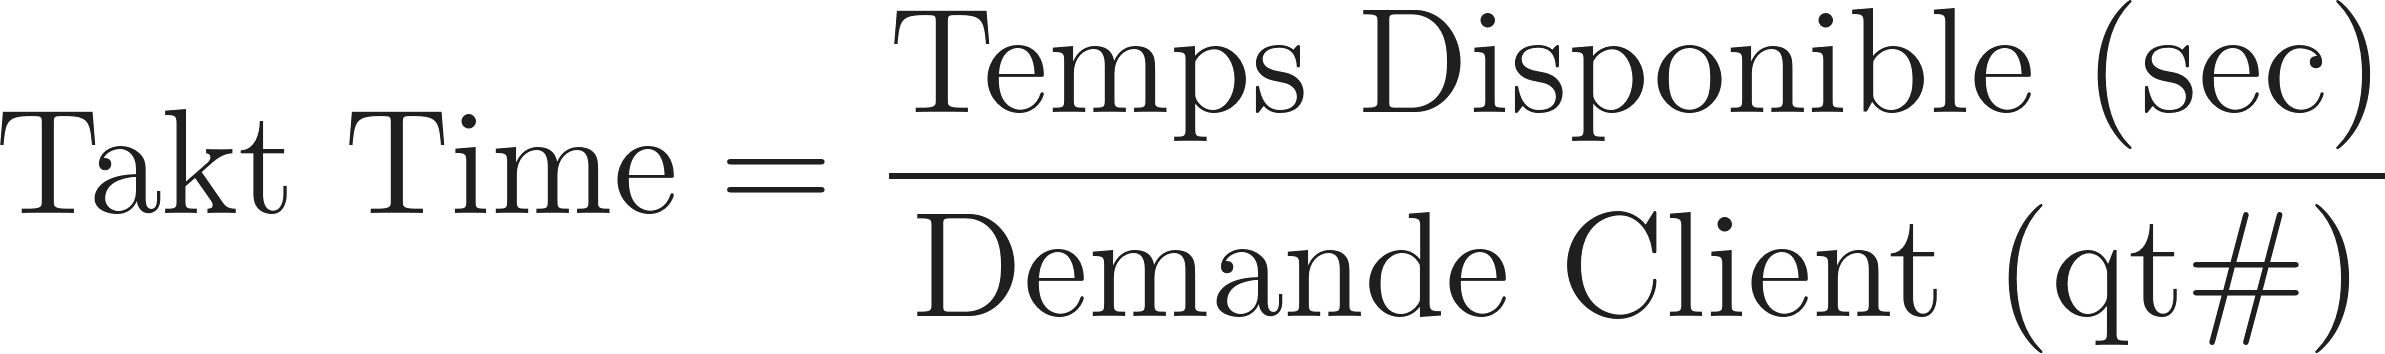 Takt Time = 
Temps Disponible (sec)
Demande Client (qt#)